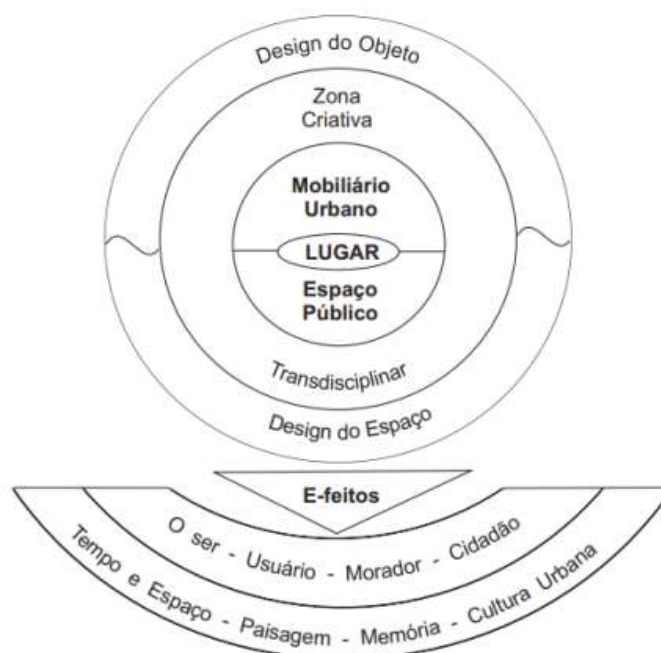 Design do Objeto
Zona
Criativa
Mobiliário
Urbano
LUGAR
Espaço
Público
Transdisciplinar
Design do Espaço
E-feitos
O ser - Usuário - Morador - Cidadão
Tempo e Espaço - Paisagem - Memória - Cultura Urbana